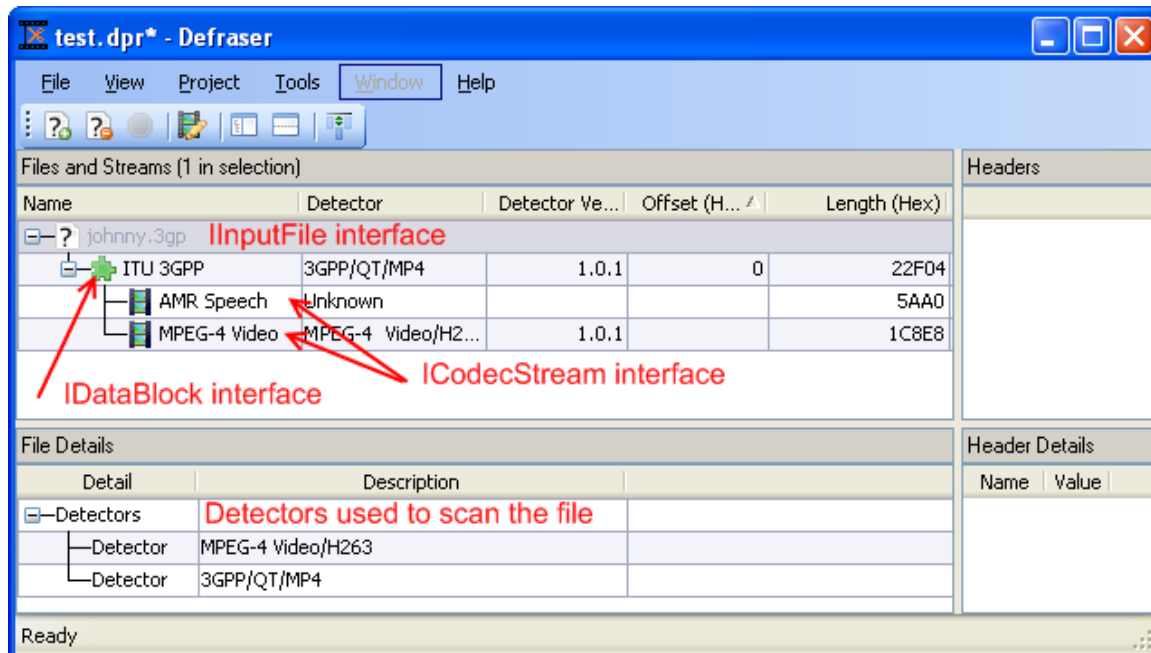 test.dpr* - Defraser
File View Project Tools Window Help
Files and Streams (1 in selection)
Headers
Name Detector Detector Ve... Offset (H... Length (Hex)
? johnny.3gp IInputFile interface
ITU 3GPP 3GPP/QT/MP4 1.0.1 0 22F04
AMR Speech Unknown 5AA0
MPEG-4 Video MPEG-4 Video/H2... 1.0.1 1C8E8
ICodecStream interface
IDataBlock interface
File Details
Header Details
Detail Description
Name Value
Detectors Detectors used to scan the file
Detector MPEG-4 Video/H263
Detector 3GPP/QT/MP4
Ready